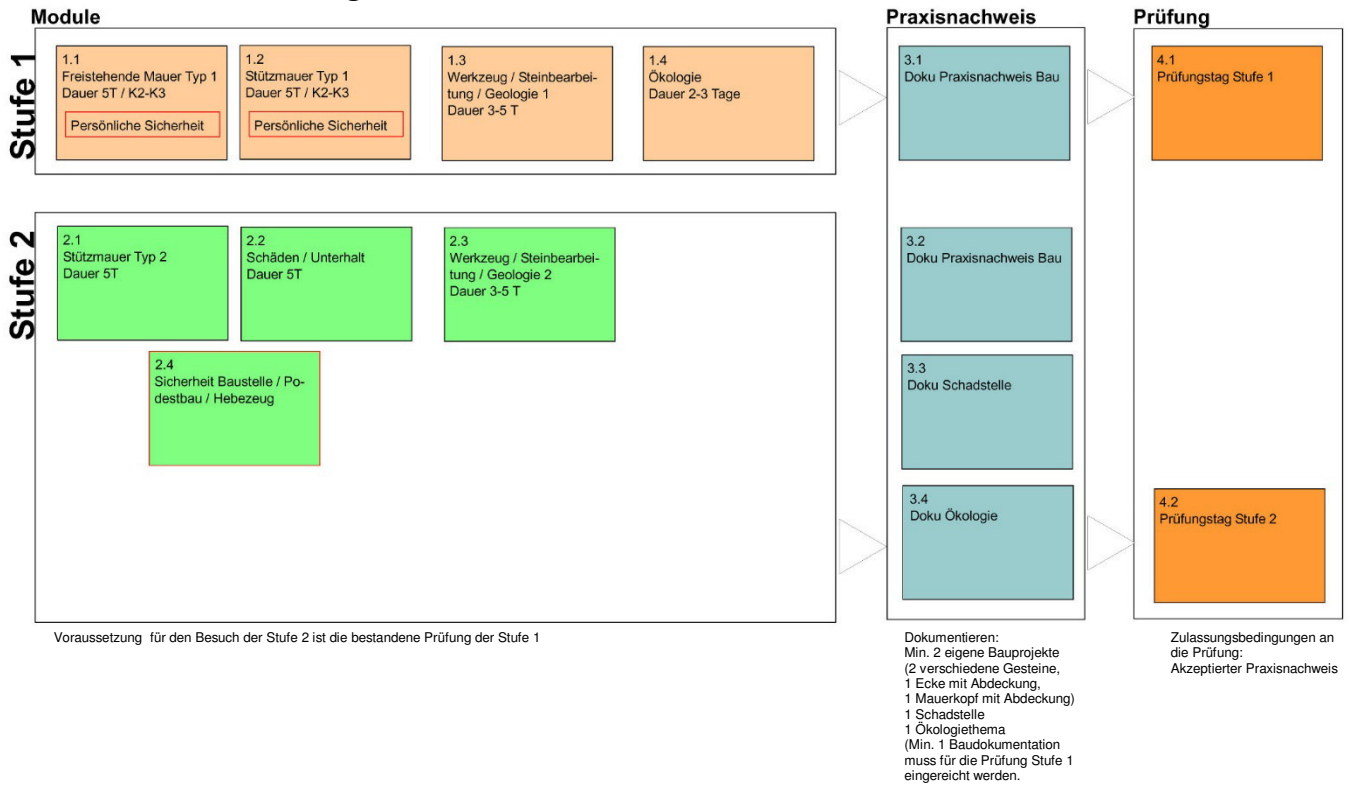 Module
Praxisnachweis
Prüfung
Stufe 1
1.1
Freistehende Mauer Typ 1
Dauer 5T / K2-K3
Persönliche Sicherheit
1.2
Stützmauer Typ 1
Dauer 5T / K2-K3
Persönliche Sicherheit
1.3
Werkzeug / Steinbearbei-
tung / Geologie 1
Dauer 3-5 T
1.4
Ökologie
Dauer 2-3 Tage
3.1
Doku Praxisnachweis Bau
4.1
Prüfungstag Stufe 1
Stufe 2
2.1
Stützmauer Typ 2
Dauer 5T
2.2
Schäden / Unterhalt
Dauer 5T
2.3
Werkzeug / Steinbearbei-
tung / Geologie 2
Dauer 3-5 T
2.4
Sicherheit Baustelle / Po-
destbau / Hebezeug
3.2
Doku Praxisnachweis Bau
3.3
Doku Schadstelle
3.4
Doku Ökologie
4.2
Prüfungstag Stufe 2
Voraussetzung für den Besuch der Stufe 2 ist die bestandene Prüfung der Stufe 1
Dokumentieren:
Min. 2 eigene Bauprojekte
(2 verschiedene Gesteine,
1 Ecke mit Abdeckung,
1 Mauerkopf mit Abdeckung)
1 Schadstelle
1 Ökologiethema
(Min. 1 Baudokumentation
muss für die Prüfung Stufe 1
eingereicht werden.
Zulassungsbedingungen an
die Prüfung:
Akzeptierter Praxisnachweis